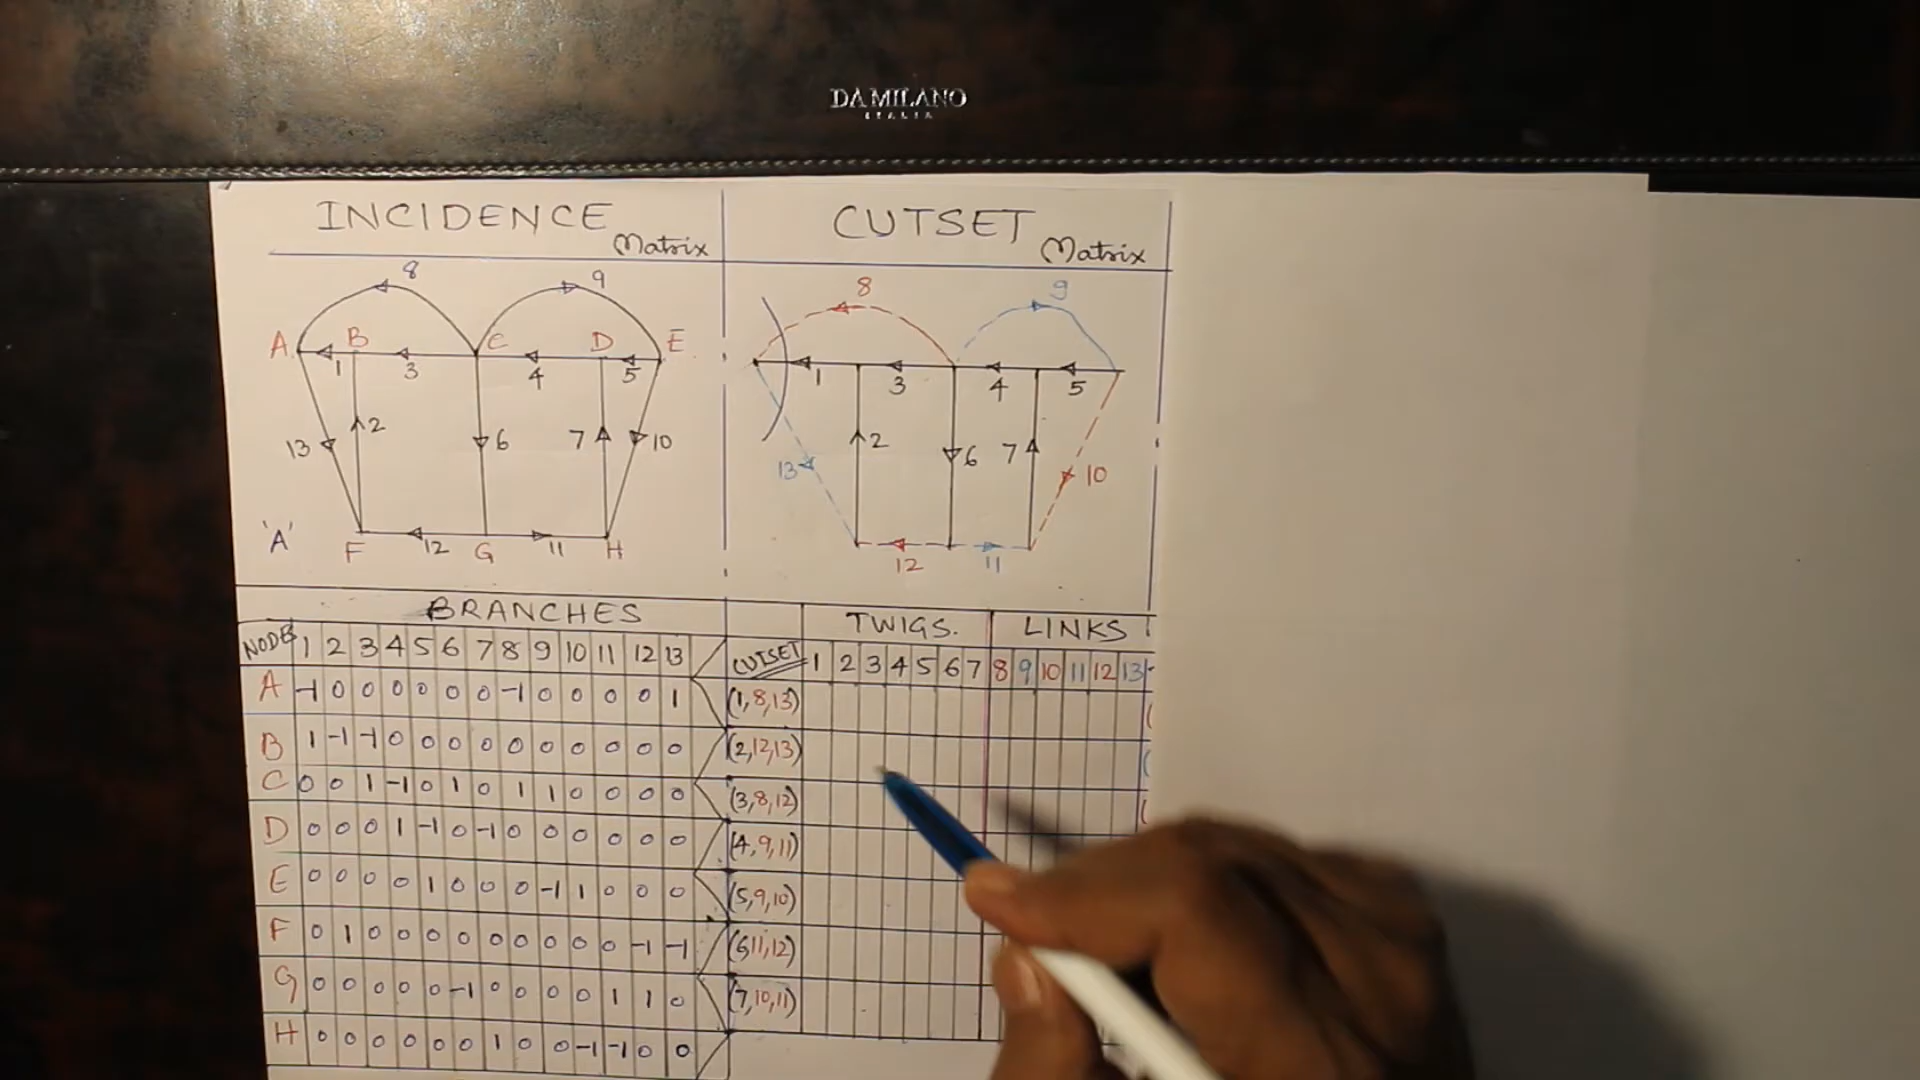 DA MILANO
ITALIA
INCIDENCE
Matrix
CUTSET
Matrix
8 9
A B C D E
1 3 4 5
13 2 6 7 10
'A' F 12 G 11 H
8 9
1 3 4 5
13 2 6 7 10
12 11
BRANCHES
TWIGS. LINKS
NODES 1 2 3 4 5 6 7 8 9 10 11 12 13
CUTSET 1 2 3 4 5 6 7 8 9 10 11 12 13
A -1 0 0 0 0 0 0 -1 0 0 0 0 1
(1,8,13)
B 1 -1 -1 0 0 0 0 0 0 0 0 0 0
(2,12,13)
C 0 0 1 -1 0 1 0 1 1 0 0 0 0
(3,8,12)
D 0 0 0 1 -1 0 -1 0 0 0 0 0 0
(4,9,11)
E 0 0 0 0 1 0 0 0 -1 1 0 0 0
(5,9,10)
F 0 1 0 0 0 0 0 0 0 0 0 -1 -1
(6,11,12)
G 0 0 0 0 0 -1 0 0 0 0 1 1 0
(7,10,11)
H 0 0 0 0 0 0 1 0 0 -1 -1 0 0